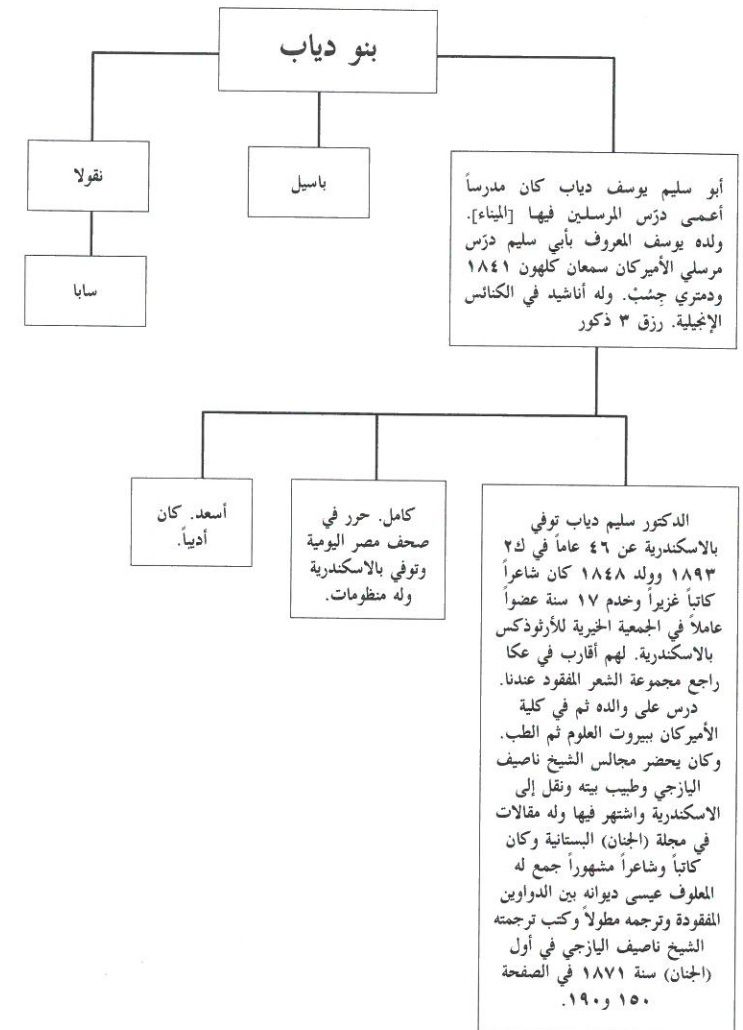 بنو دياب
أبو سليم يوسف دياب كان مدرساً
أعمى درّس المرسلين فيها [الميناء].
ولده يوسف المعروف بأبي سليم درّس
مرسلي الأميركان سمعان كلهون ١٨٤١
ودمتري جِسُبْ. وله أناشيد في الكنائس
الإنجيلية. رزق ٣ ذكور
باسيل
نقولا
سابا
الدكتور سليم دياب توفي
بالاسكندرية عن ٤٦ عاماً في ك٢
١٨٩٣ وولد ١٨٤٨ كان شاعراً
كاتباً غزيراً وخدم ١٧ سنة عضواً
عاملاً في الجمعية الخيرية للأرثوذكس
بالاسكندرية. لهم أقارب في عكا
راجع مجموعة الشعر المفقود عندنا.
درس على والده ثم في كلية
الأميركان ببيروت العلوم ثم الطب.
وكان يحضر مجالس الشيخ ناصيف
اليازجي وطبيب بيته ونقل إلى
الاسكندرية واشتهر فيها وله مقالات
في مجلة (الجنان) البستانية وكان
كاتباً وشاعراً مشهوراً جمع له
المعلوف عيسى ديوانه بين الدواوين
المفقودة وترجمه مطولاً وكتب ترجمته
الشيخ ناصيف اليازجي في أول
(الجنان) سنة ١٨٧١ في الصفحة
١٥٠ و١٩٠.
كامل. حرر في
صحف مصر اليومية
وتوفي بالاسكندرية
وله منظومات.
أسعد. كان
أديباً.